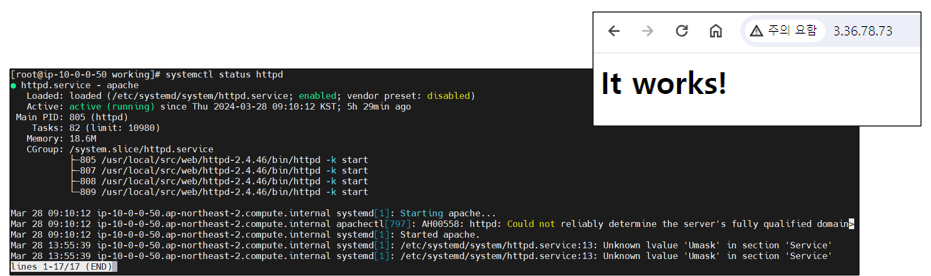 주의 요함 3.36.78.73
It works!
[root@ip-10-0-0-50 working]# systemctl status httpd
● httpd.service - apache
Loaded: loaded (/etc/systemd/system/httpd.service; enabled; vendor preset: disabled)
Active: active (running) since Thu 2024-03-28 09:10:12 KST; 5h 29min ago
Main PID: 805 (httpd)
Tasks: 82 (limit: 10980)
Memory: 18.6M
CGroup: /system.slice/httpd.service
├─805 /usr/local/src/web/httpd-2.4.46/bin/httpd -k start
├─807 /usr/local/src/web/httpd-2.4.46/bin/httpd -k start
├─808 /usr/local/src/web/httpd-2.4.46/bin/httpd -k start
└─809 /usr/local/src/web/httpd-2.4.46/bin/httpd -k start
Mar 28 09:10:12 ip-10-0-0-50.ap-northeast-2.compute.internal systemd[1]: Starting apache...
Mar 28 09:10:12 ip-10-0-0-50.ap-northeast-2.compute.internal apachectl[797]: AH00558: httpd: Could not reliably determine the server's fully qualified domain>
Mar 28 09:10:12 ip-10-0-0-50.ap-northeast-2.compute.internal systemd[1]: Started apache.
Mar 28 13:55:39 ip-10-0-0-50.ap-northeast-2.compute.internal systemd[1]: /etc/systemd/system/httpd.service:13: Unknown lvalue 'Umask' in section 'Service'
Mar 28 13:55:39 ip-10-0-0-50.ap-northeast-2.compute.internal systemd[1]: /etc/systemd/system/httpd.service:13: Unknown lvalue 'Umask' in section 'Service'
lines 1-17/17 (END)